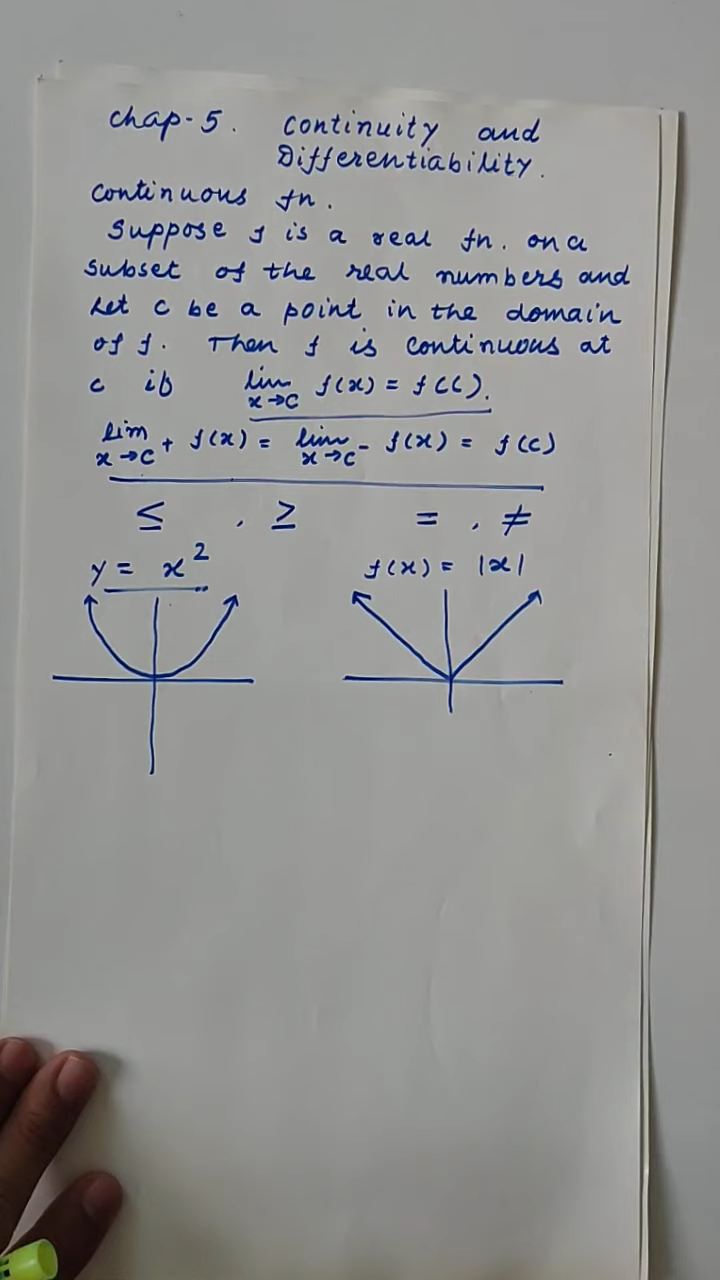 Chap-5. Continuity and
Differentiability.
Continuous fn.
Suppose f is a real fn. on a
subset of the real numbers and
Let c be a point in the domain
of f. Then f is continuous at
c if lim x→c f(x) = f(c).
lim x→c+ f(x) = lim x→c- f(x) = f(c)
≤ , ≥ = , ≠
y = x² f(x) = |x|